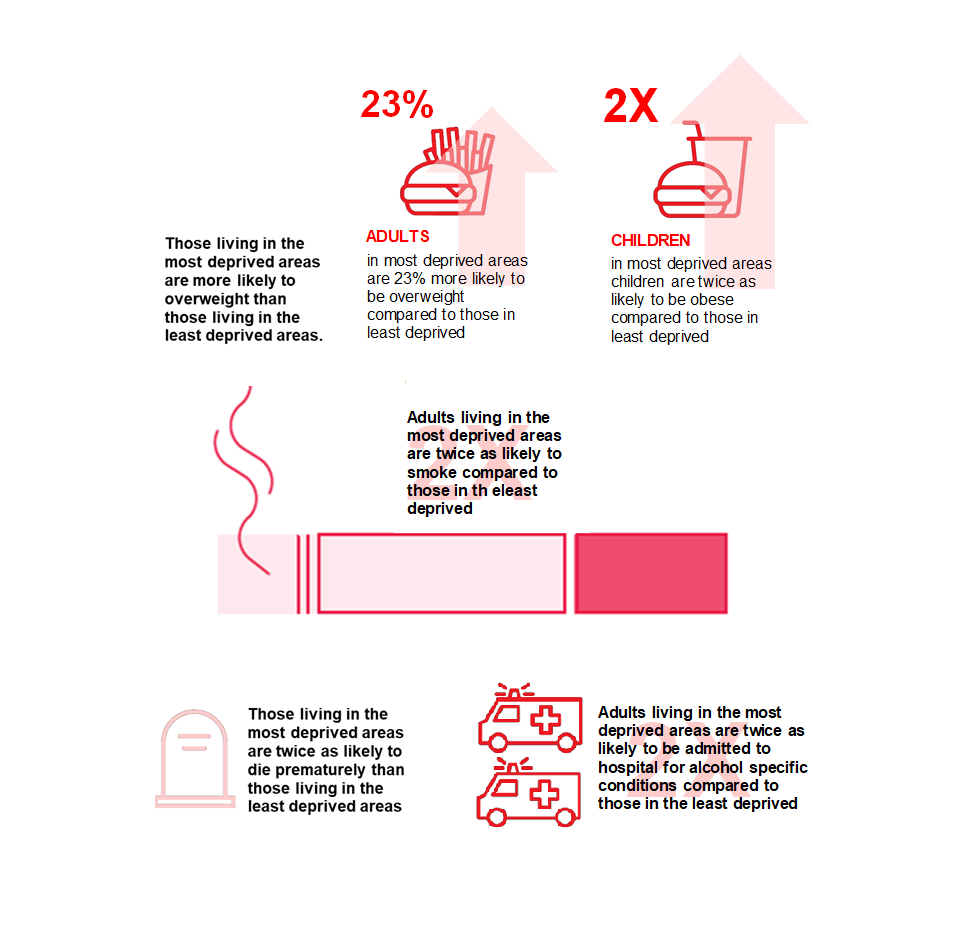 23%
2X
Those living in the
most deprived areas
are more likely to
overweight than
those living in the
least deprived areas.
ADULTS
in most deprived areas
are 23% more likely to
be overweight
compared to those in
least deprived
CHILDREN
in most deprived areas
children are twice as
likely to be obese
compared to those in
least deprived
2X
Adults living in the
most deprived areas
are twice as likely to
smoke compared to
those in th eleast
deprived
Those living in the
most deprived areas
are twice as likely to
die prematurely than
those living in the
least deprived areas
2X
Adults living in the most
deprived areas are twice as
likely to be admitted to
hospital for alcohol specific
conditions compared to
those in the least deprived